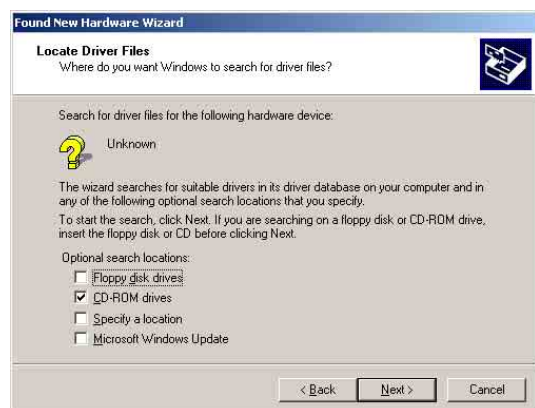 Found New Hardware Wizard
Locate Driver Files
Where do you want Windows to search for driver files?
Search for driver files for the following hardware device:
Unknown
The wizard searches for suitable drivers in its driver database on your computer and in
any of the following optional search locations that you specify.
To start the search, click Next. If you are searching on a floppy disk or CD-ROM drive,
insert the floppy disk or CD before clicking Next.
Optional search locations:
Floppy disk drives
CD-ROM drives
Specify a location
Microsoft Windows Update
< Back Next > Cancel